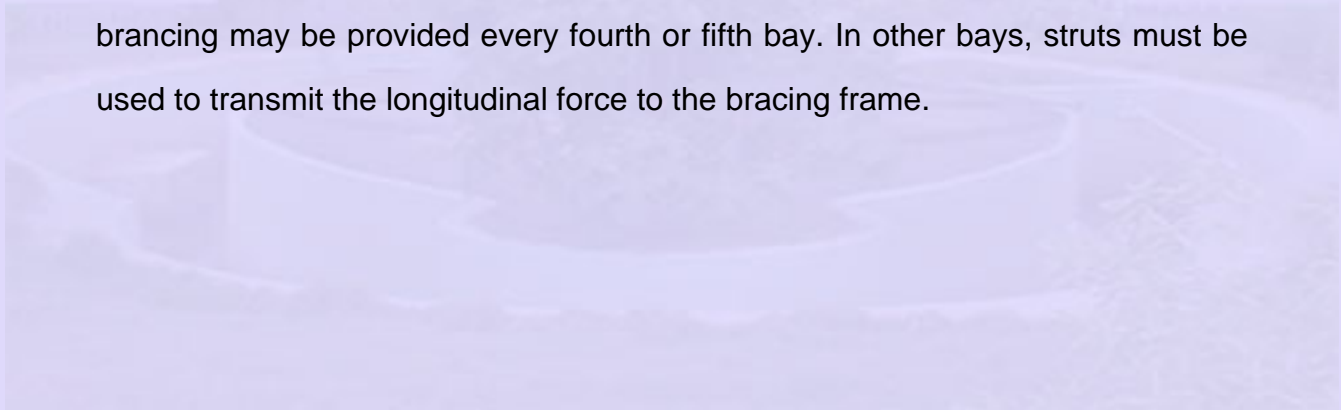 brancing may be provided every fourth or fifth bay. In other bays, struts must be
used to transmit the longitudinal force to the bracing frame.